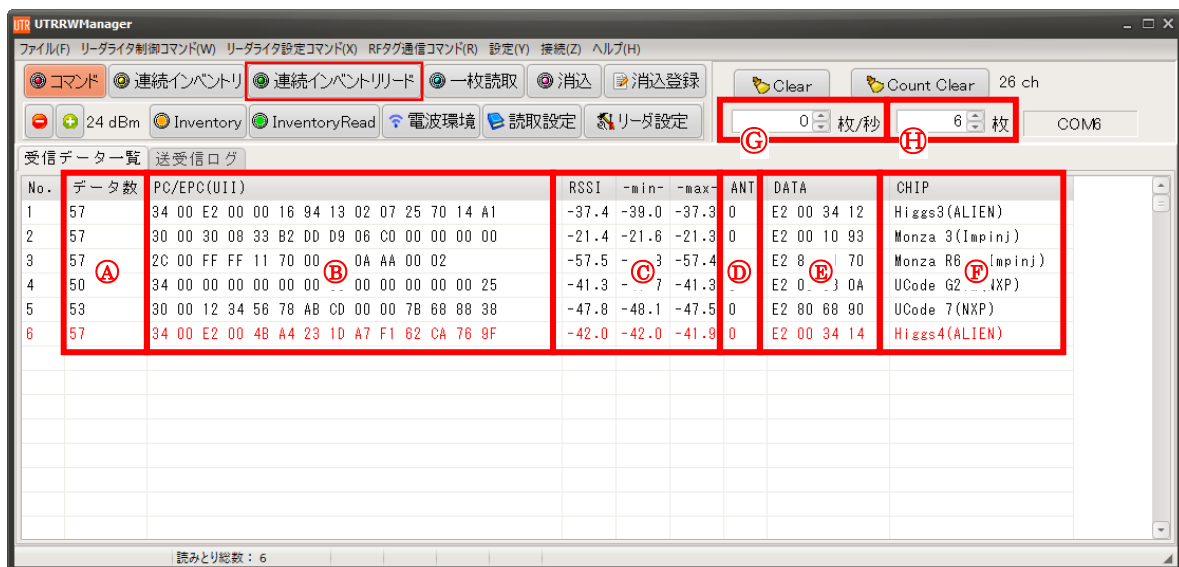 UTR UTRRWManager
ファイル(F) リーダライタ制御コマンド(W) リーダライタ設定コマンド(X) RFタグ通信コマンド(R) 設定(Y) 接続(Z) ヘルプ(H)
コマンド 連続インベントリ 連続インベントリリード 一枚読取 消込 消込登録 Clear Count Clear 26 ch
24 dBm Inventory InventoryRead 電波環境 読取設定 リーダ設定 0 枚/秒 6 枚 COM6
Ⓖ Ⓗ
受信データ一覧 送受信ログ
No. データ数 PC/EPC(UII) RSSI -min- -max- ANT DATA CHIP
1 57 34 00 E2 00 00 16 94 13 02 07 25 70 14 A1 -37.4 -39.0 -37.3 0 E2 00 34 12 Higgs3(ALIEN)
2 57 30 00 30 08 33 B2 DD D9 06 C0 00 00 00 00 -21.4 -21.6 -21.3 0 E2 00 10 93 Monza 3(Impinj)
3 57 2C 00 FF FF 11 70 00 0A AA 00 02 -57.5 3 -57.4 E2 8 70 Monza R6 Impinj)
Ⓐ Ⓑ Ⓒ Ⓓ Ⓔ Ⓕ
4 50 34 00 00 00 00 00 00 00 00 00 00 00 25 -41.3 7 -41.3 E2 0 0A UCode G2 XP)
5 53 30 00 12 34 56 78 AB CD 00 00 7B 68 88 38 -47.8 -48.1 -47.5 0 E2 80 68 90 UCode 7(NXP)
6 57 34 00 E2 00 4B A4 23 1D A7 F1 62 CA 76 9F -42.0 -42.0 -41.9 0 E2 00 34 14 Higgs4(ALIEN)
読みとり総数：6